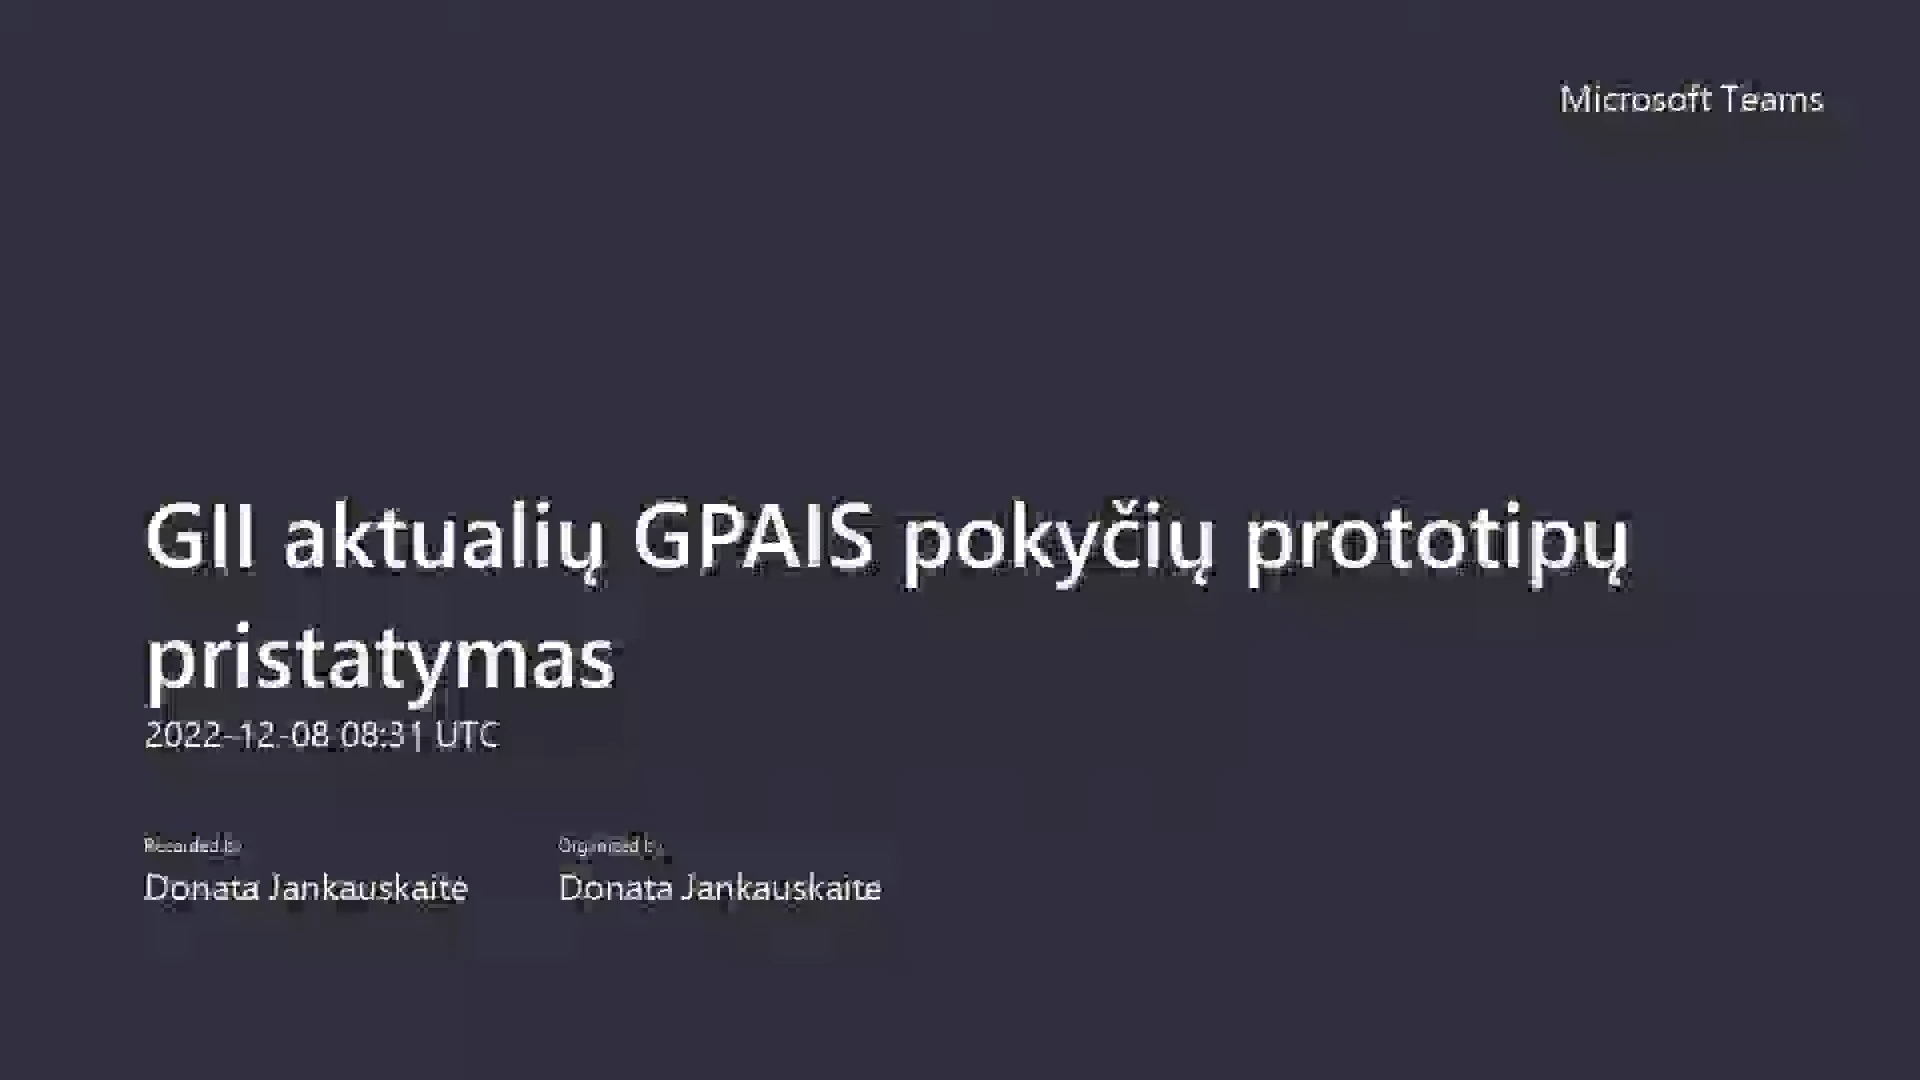 Microsoft Teams
GII aktualių GPAIS pokyčių prototipų
pristatymas
2022-12-08 08:31 UTC
Recorded by
Organized by
Donata Jankauskaitė
Donata Jankauskaitė